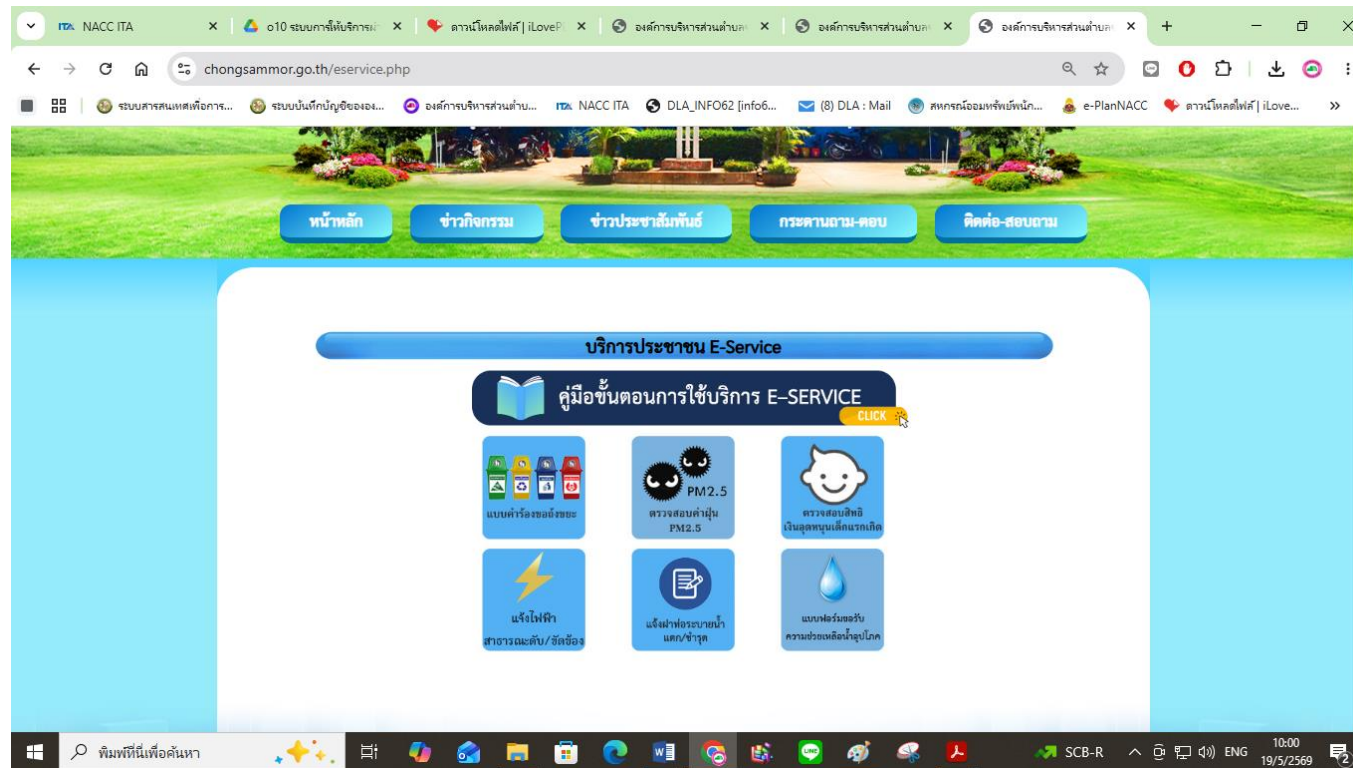 NACC ITA
o10 ระบบการให้บริการผ่า
ดาวน์โหลดไฟล์ | iLoveP
องค์การบริหารส่วนตำบล
องค์การบริหารส่วนตำบล
องค์การบริหารส่วนตำบล
chongsammor.go.th/eservice.php
ระบบสารสนเทศเพื่อการ...
ระบบบันทึกบัญชีขององ...
องค์การบริหารส่วนตำบ...
ITA NACC ITA
DLA_INFO62 [info6...
(8) DLA : Mail
สหกรณ์ออมทรัพย์พนัก...
e-PlanNACC
ดาวน์โหลดไฟล์ | iLove...
หน้าหลัก
ข่าวกิจกรรม
ข่าวประชาสัมพันธ์
กระดานถาม-ตอบ
ติดต่อ-สอบถาม
บริการประชาชน E-Service
คู่มือขั้นตอนการใช้บริการ E-SERVICE
CLICK
แบบคำร้องขอถังขยะ
PM2.5
ตรวจสอบค่าฝุ่น
PM2.5
ตรวจสอบสิทธิ
เงินอุดหนุนเด็กแรกเกิด
แจ้งไฟฟ้า
สาธารณะดับ/ขัดข้อง
แจ้งฝาท่อระบายน้ำ
แตก/ชำรุด
แบบฟอร์มขอรับ
ความช่วยเหลือน้ำอุปโภค
พิมพ์ที่นี่เพื่อค้นหา
SCB-R
ENG
10:00
19/5/2569
2